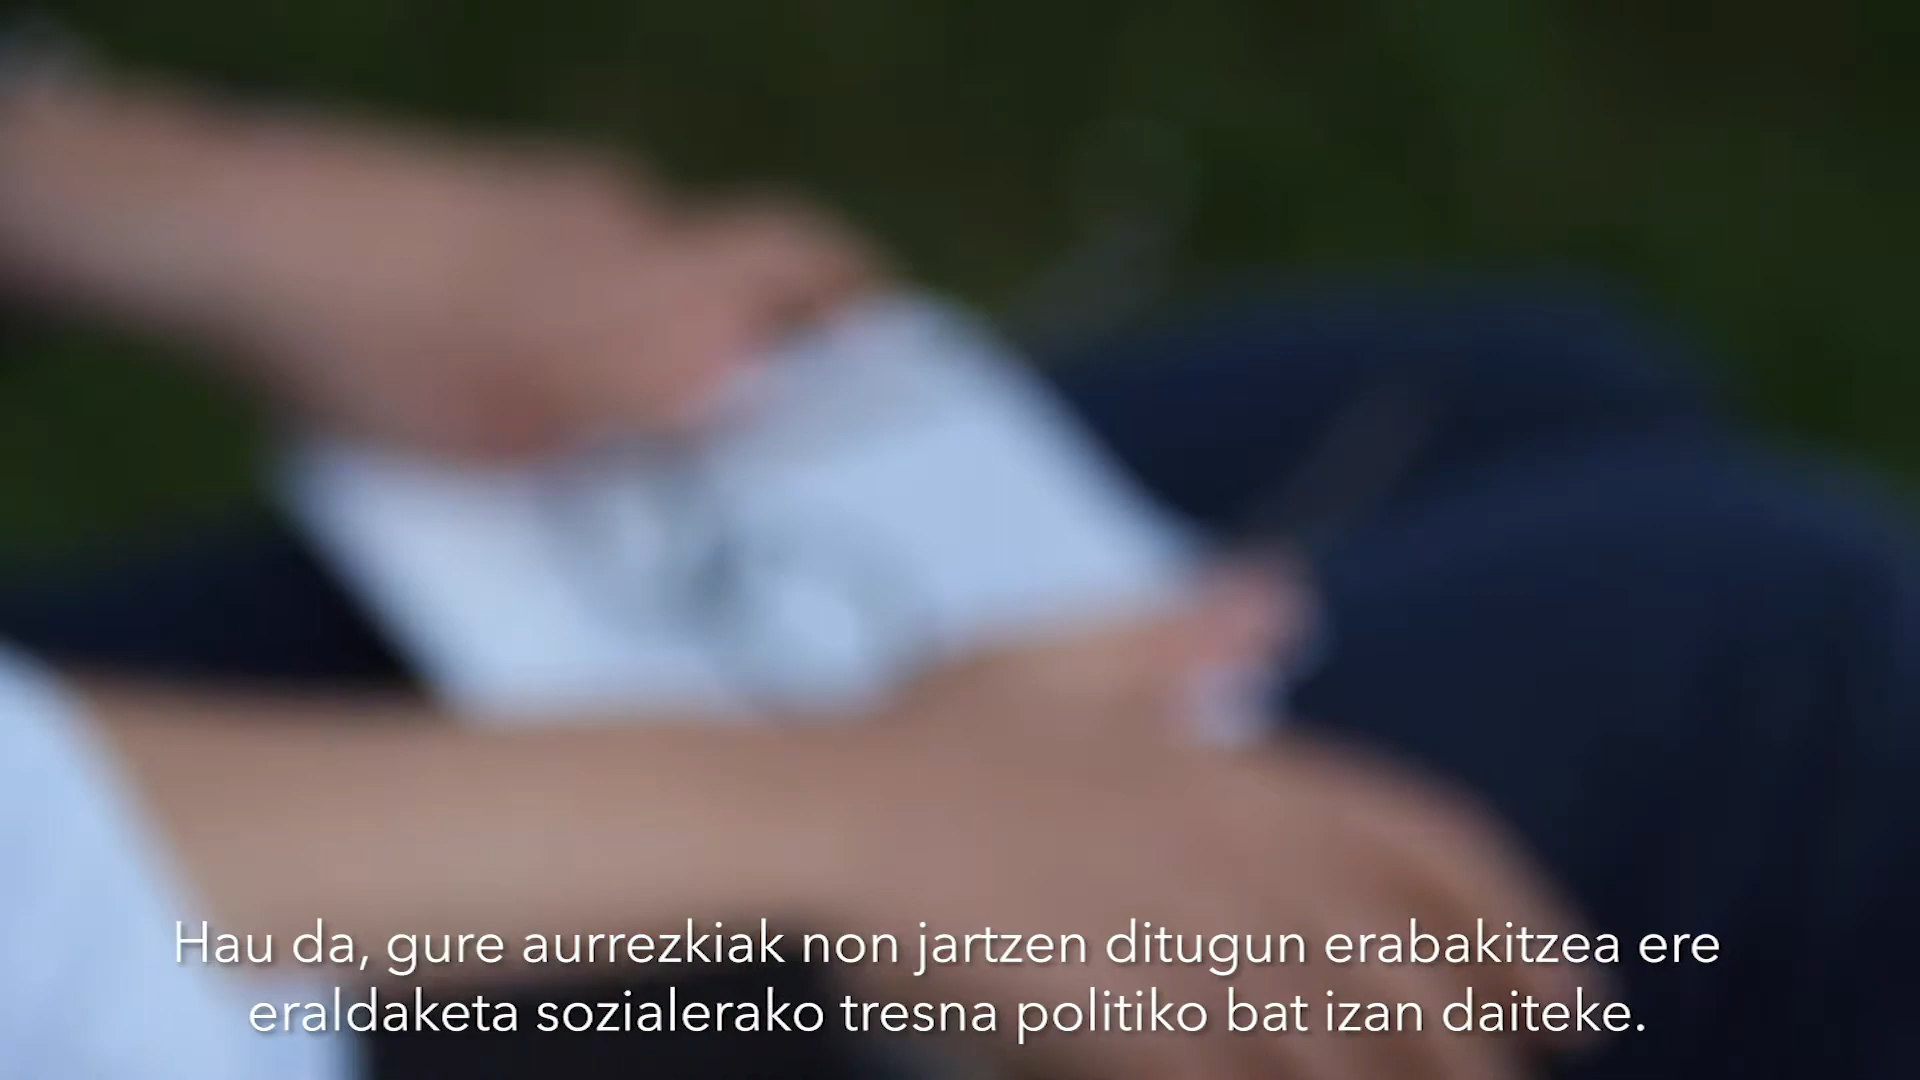 Hau da, gure aurrezkiak non jartzen ditugun erabakitzea ere
eraldaketa sozialerako tresna politiko bat izan daiteke.